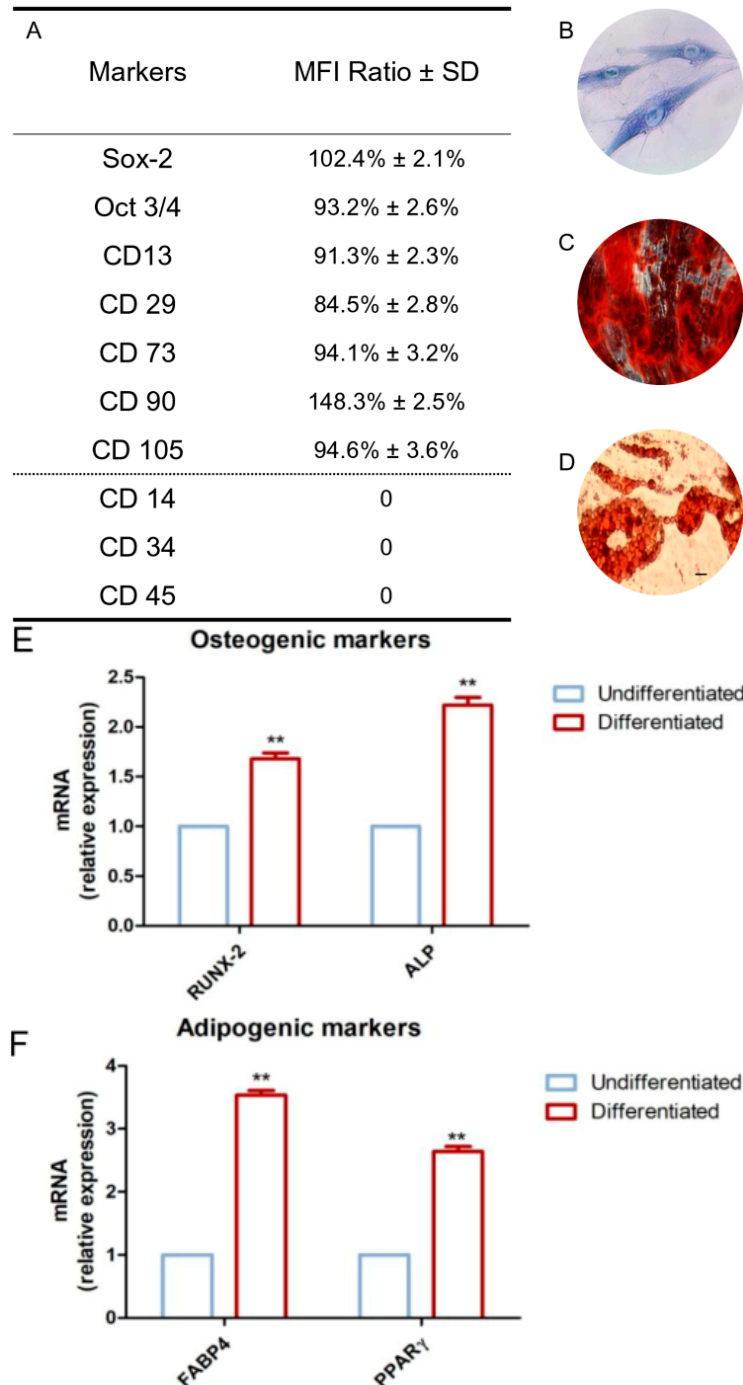 A
Markers MFI Ratio ± SD
Sox-2 102.4% ± 2.1%
Oct 3/4 93.2% ± 2.6%
CD13 91.3% ± 2.3%
CD 29 84.5% ± 2.8%
CD 73 94.1% ± 3.2%
CD 90 148.3% ± 2.5%
CD 105 94.6% ± 3.6%
CD 14 0
CD 34 0
CD 45 0
B
C
D
E
Osteogenic markers
mRNA
(relative expression)
2.5
2.0
1.5
1.0
0.5
0.0
**
**
RUNX-2
ALP
Undifferentiated
Differentiated
F
Adipogenic markers
mRNA
(relative expression)
4
3
2
1
0
**
**
FABP4
PPARγ
Undifferentiated
Differentiated